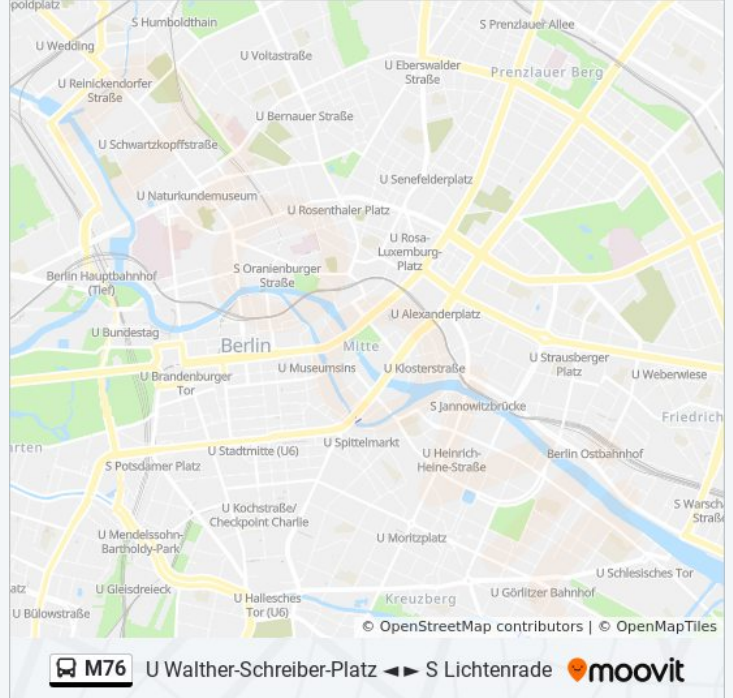 poldplatz
S Humboldthain
S Prenzlauer Allee
U Wedding
U Voltastraße
U Eberswalder
Straße
Prenzlauer Berg
U Reinickendorfer
Straße
U Bernauer Straße
U Schwartzkopffstraße
U Senefelderplatz
U Naturkundemuseum
U Rosenthaler Platz
U Rosa-
Luxemburg-
Platz
S Oranienburger
Straße
Berlin Hauptbahnhof
(Tief)
U Alexanderplatz
U Bundestag
Berlin
Mitte
U Strausberger
Platz
U Museumsins
U Klosterstraße
U Weberwiese
U Brandenburger
Tor
S Jannowitzbrücke
Friedrich
rten
U Spittelmarkt
U Stadtmitte (U6)
U Heinrich-
Heine-Straße
Berlin Ostbahnhof
S Potsdamer Platz
S Warsch
Straße
U Kochstraße/
Checkpoint Charlie
U Mendelssohn-
Bartholdy-Park
U Moritzplatz
U Schlesisches Tor
atz
U Gleisdreieck
U Görlitzer Bahnhof
U Hallesches
Tor (U6)
Kreuzberg
U Bülowstraße
© OpenStreetMap contributors | © OpenMapTiles
M76 U Walther-Schreiber-Platz ◄► S Lichtenrade moovit